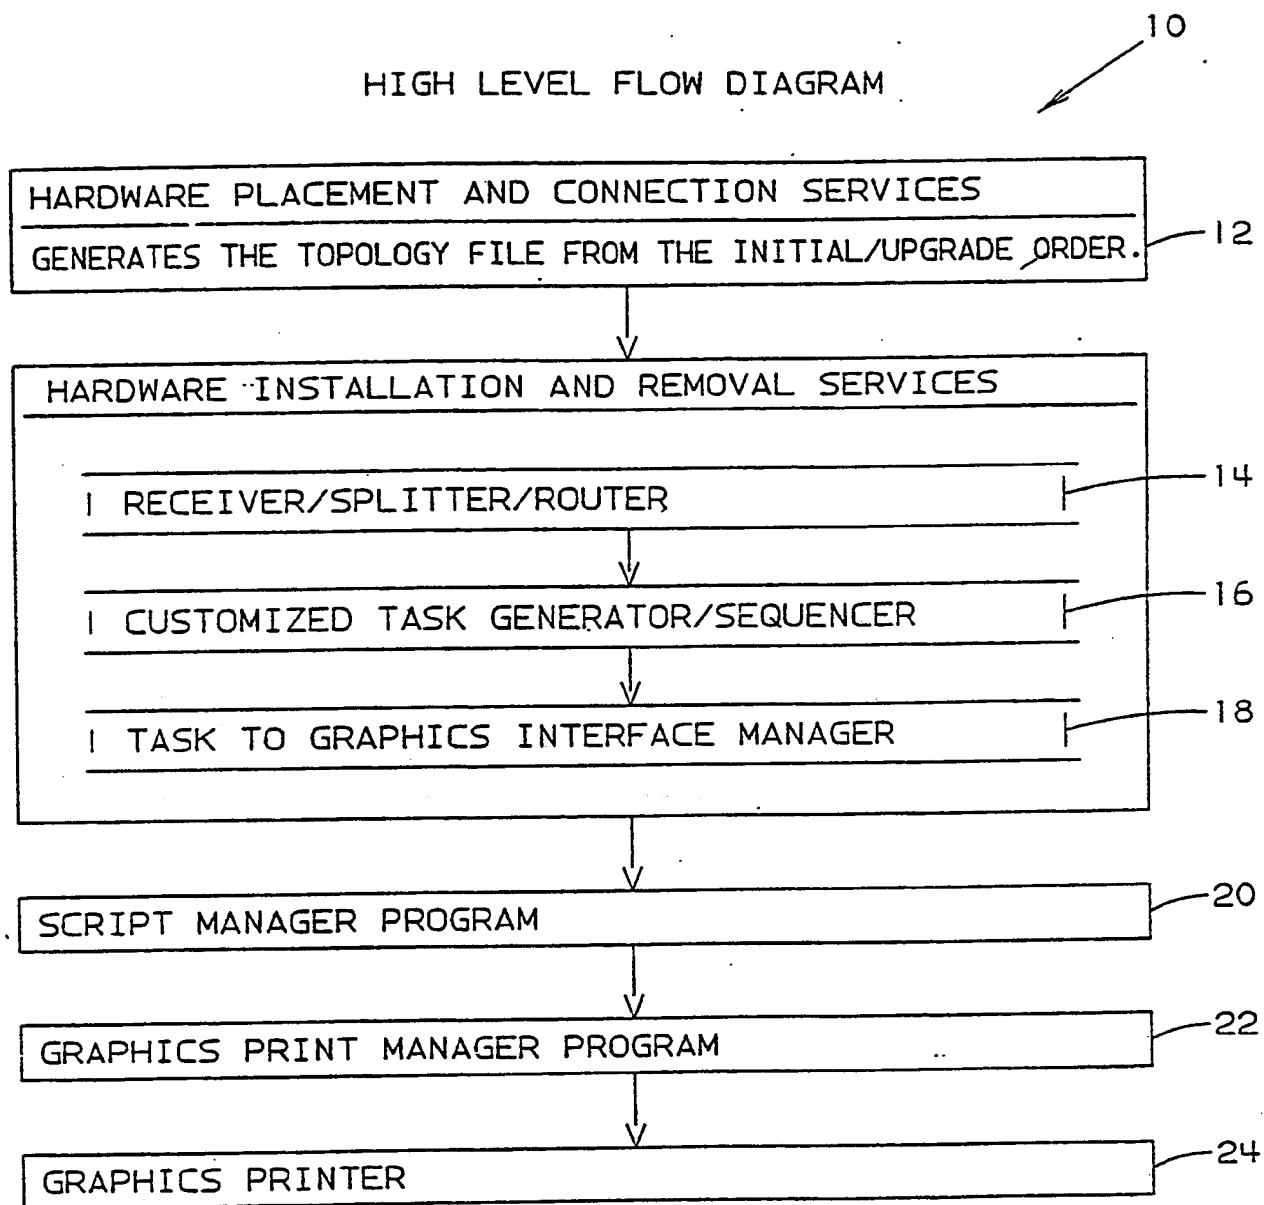 10
HIGH LEVEL FLOW DIAGRAM
HARDWARE PLACEMENT AND CONNECTION SERVICES
GENERATES THE TOPOLOGY FILE FROM THE INITIAL/UPGRADE ORDER.
12
HARDWARE INSTALLATION AND REMOVAL SERVICES
RECEIVER/SPLITTER/ROUTER
14
CUSTOMIZED TASK GENERATOR/SEQUENCER
16
TASK TO GRAPHICS INTERFACE MANAGER
18
SCRIPT MANAGER PROGRAM
20
GRAPHICS PRINT MANAGER PROGRAM
22
GRAPHICS PRINTER
24